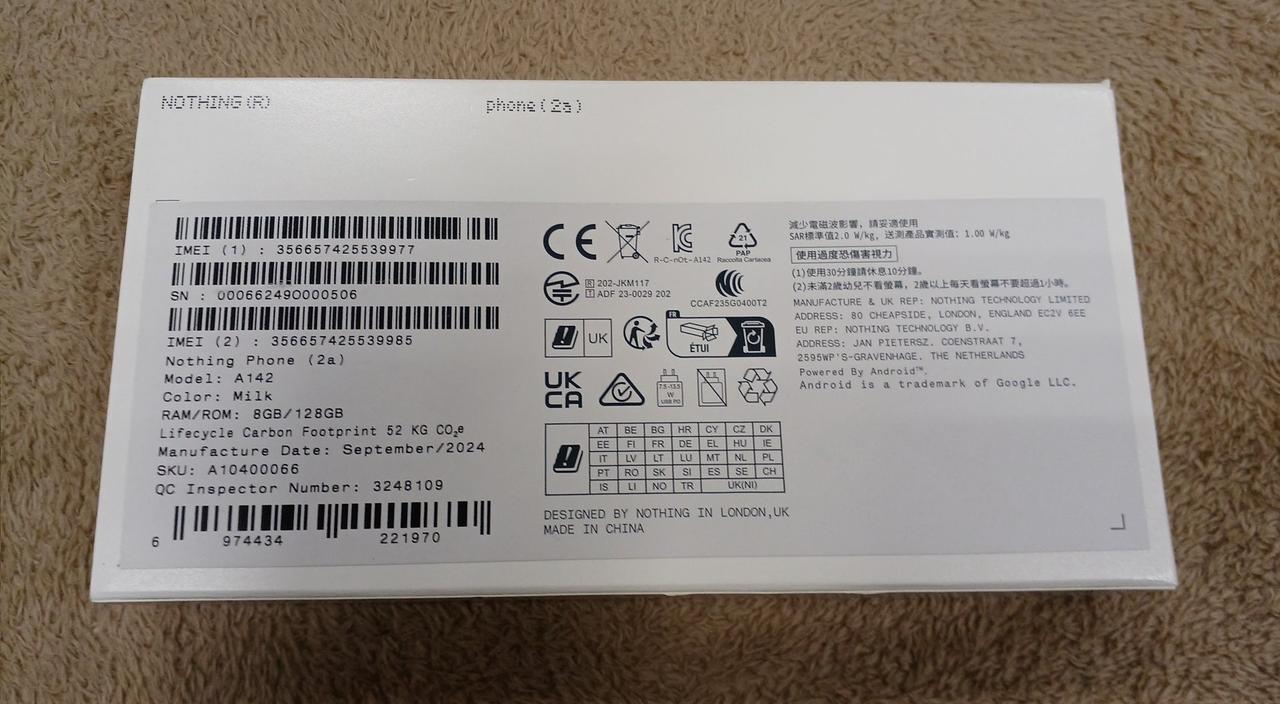 NOTHING(R)
phone(2a)
IMEI (1) : 356657425539977
SN : 000662490000506
IMEI (2) : 356657425539985
Nothing Phone (2a)
Model: A142
Color: Milk
RAM/ROM: 8GB/128GB
Lifecycle Carbon Footprint 52 KG CO₂e
Manufacture Date: September/2024
SKU: A10400066
QC Inspector Number: 3248109
6 974434 221970
CE
R-C-nOt-A142
21
PAP
Raccolta Cartacea
R 202-JKM117
T ADF 23-0029 202
CCAF235G0400T2
UK
FR
ÉTUI
UK
CA
7.5-13.5
W
USB PD
AT BE BG HR CY CZ DK
EE FI FR DE EL HU IE
IT LV LT LU MT NL PL
PT RO SK SI ES SE CH
IS LI NO TR UK(NI)
DESIGNED BY NOTHING IN LONDON,UK
MADE IN CHINA
減少電磁波影響，請妥適使用
SAR標準值2.0 W/kg，送測產品實測值：1.00 W/kg
使用過度恐傷害視力
(1)使用30分鐘請休息10分鐘。
(2)未滿2歲幼兒不看螢幕，2歲以上每天看螢幕不要超過1小時。
MANUFACTURE & UK REP: NOTHING TECHNOLOGY LIMITED
ADDRESS: 80 CHEAPSIDE, LONDON, ENGLAND EC2V 6EE
EU REP: NOTHING TECHNOLOGY B.V.
ADDRESS: JAN PIETERSZ. COENSTRAAT 7,
2595WP'S-GRAVENHAGE. THE NETHERLANDS
Powered By Android™.
Android is a trademark of Google LLC.